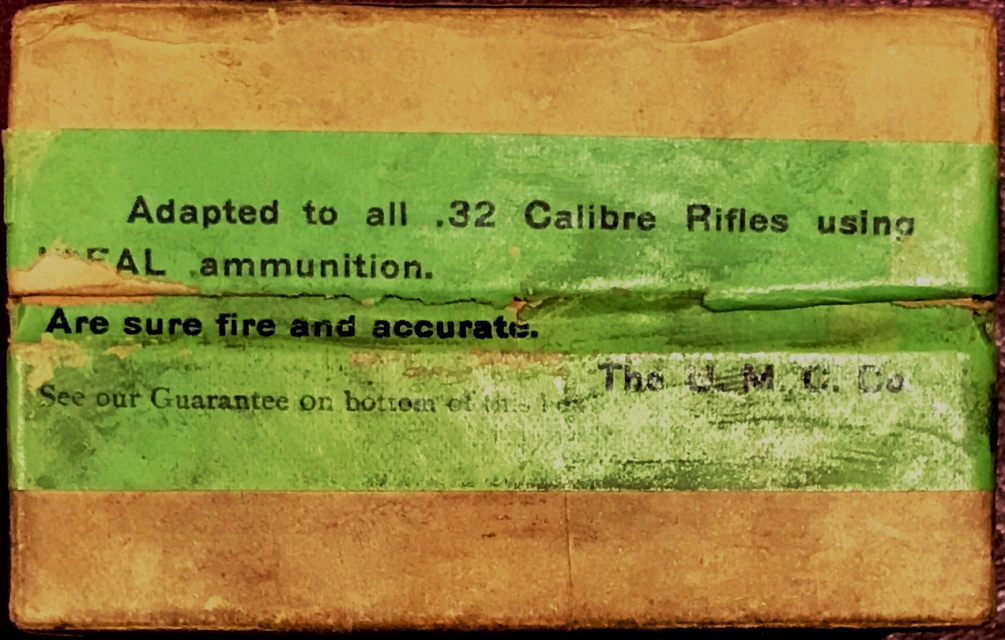 Adapted to all .32 Calibre Rifles using
ammunition.
Are sure fire and accurate.
The U. M. C. Co
See our Guarantee on bottom of this